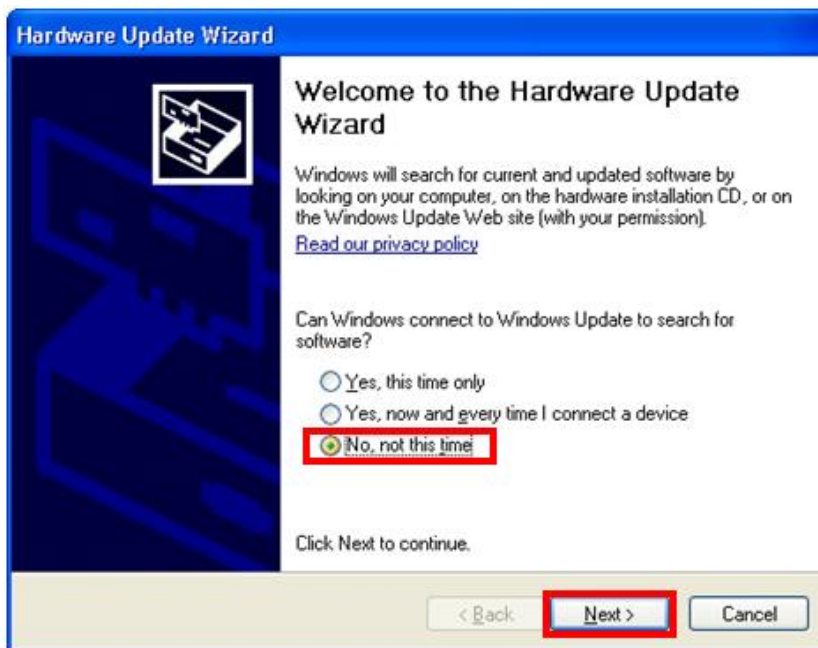 Hardware Update Wizard
Welcome to the Hardware Update
Wizard
Windows will search for current and updated software by
looking on your computer, on the hardware installation CD, or on
the Windows Update Web site (with your permission).
Read our privacy policy
Can Windows connect to Windows Update to search for
software?
Yes, this time only
Yes, now and every time I connect a device
No, not this time
Click Next to continue.
< Back
Next >
Cancel